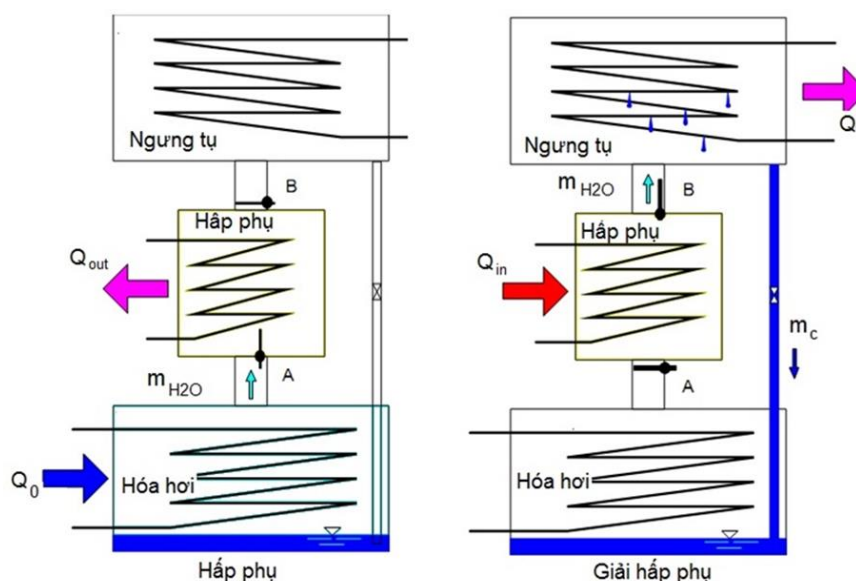 Ngưng tụ
B
Hâp phụ
Q out
A
m H2O
Q 0
Hóa hơi
Hấp phụ
Q
Ngưng tụ
m H2O
B
Hấp phụ
Q in
m c
A
Hóa hơi
Giải hấp phụ